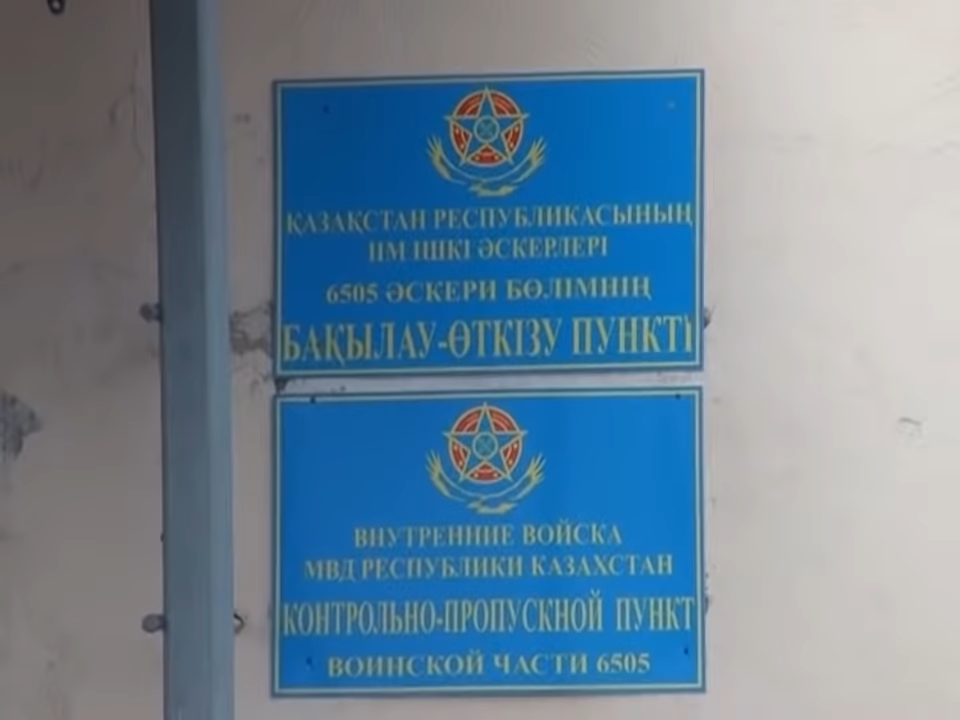 ҚАЗАҚСТАН РЕСПУБЛИКАСЫНЫҢ
ІІМ ІШКІ ӘСКЕРЛЕРІ
6505 ӘСКЕРИ БӨЛІМНІҢ
БАҚЫЛАУ-ӨТКІЗУ ПУНКТІ
ВНУТРЕННИЕ ВОЙСКА
МВД РЕСПУБЛИКИ КАЗАХСТАН
КОНТРОЛЬНО-ПРОПУСКНОЙ ПУНКТ
ВОИНСКОЙ ЧАСТИ 6505